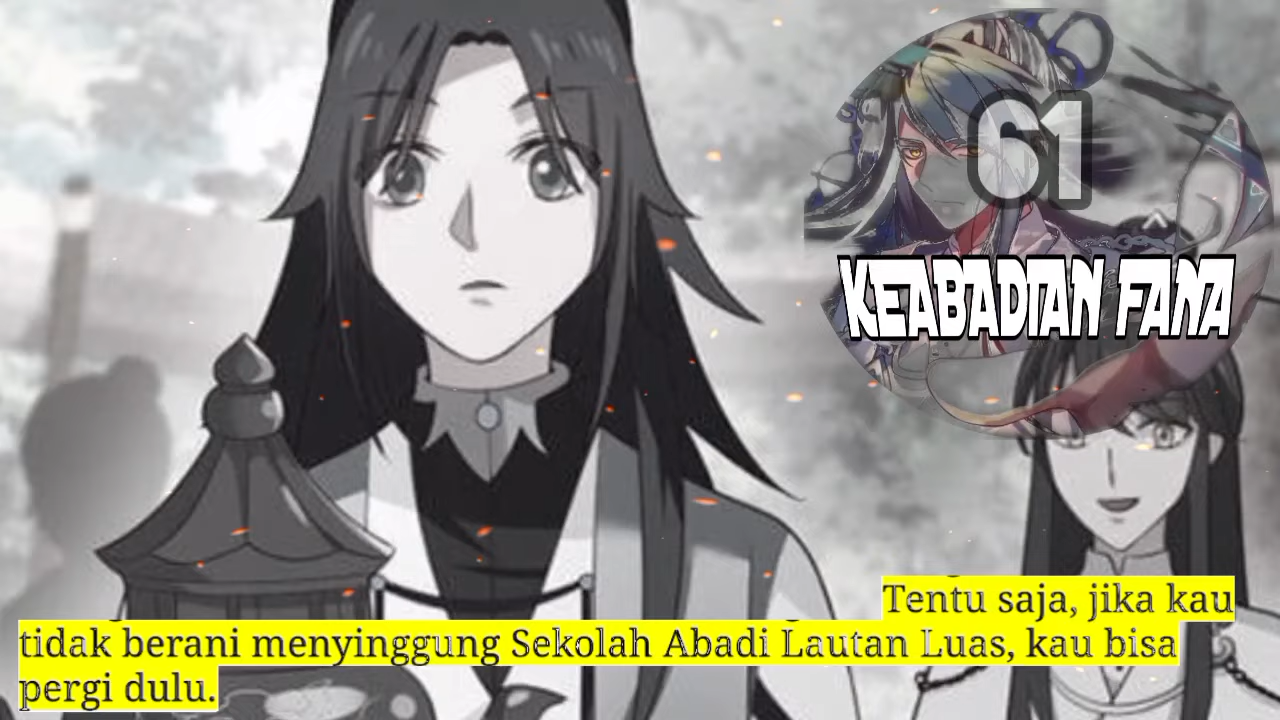 61
KEABADIAN FANA
Tentu saja, jika kau
tidak berani menyinggung Sekolah Abadi Lautan Luas, kau bisa
pergi dulu.